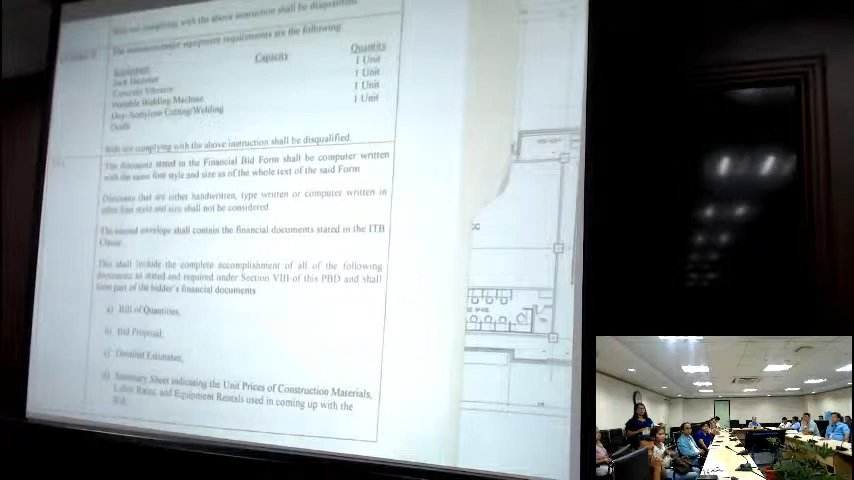 Bids not complying with the above instruction shall be disqualified.
The minimum major equipment requirements are the following:
Equipment Capacity Quantity
Jack Hammer 1 Unit
Concrete Vibrator 1 Unit
Portable Welding Machine 1 Unit
Oxy-Acetylene Cutting/Welding 1 Unit
Outfit
Bids not complying with the above instruction shall be disqualified.
The discounts stated in the Financial Bid Form shall be computer written
with the same font style and size as of the whole text of the said Form
Discounts that are either handwritten, type written or computer written in
other font style and size shall not be considered
The second envelope shall contain the financial documents stated in the ITB
Clause
This shall include the complete accomplishment of all of the following
documents as stated and required under Section VIII of this PBD and shall
form part of the bidder's financial documents
a) Bill of Quantities,
b) Bid Proposal;
c) Detailed Estimates;
d) Summary Sheet indicating the Unit Prices of Construction Materials,
Labor Rates, and Equipment Rentals used in coming up with the
Bid;